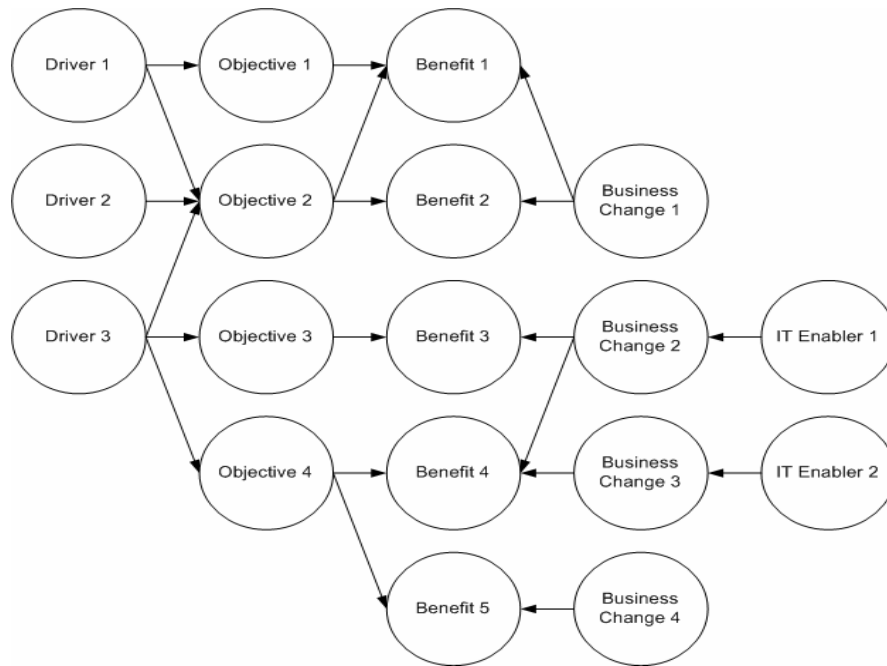 Driver 1
Objective 1
Benefit 1
Driver 2
Objective 2
Benefit 2
Business
Change 1
Driver 3
Objective 3
Benefit 3
Business
Change 2
IT Enabler 1
Objective 4
Benefit 4
Business
Change 3
IT Enabler 2
Benefit 5
Business
Change 4